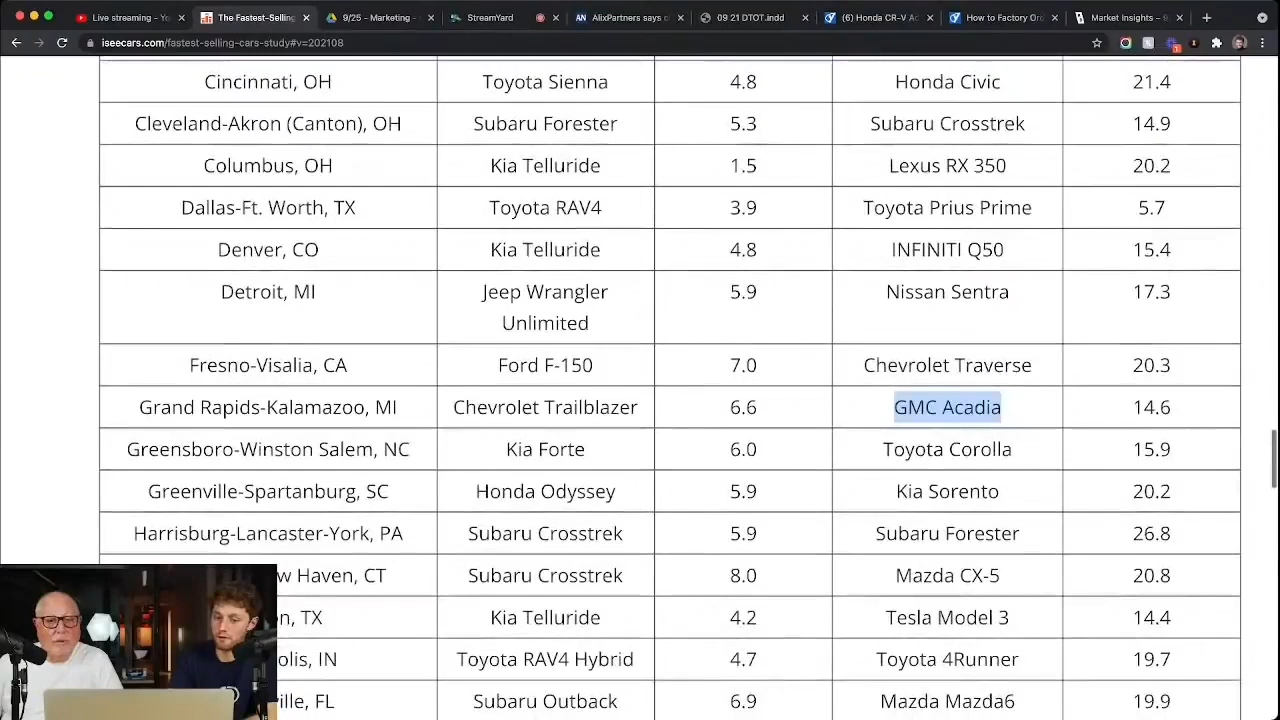 Live streaming – Y
The Fastest-Selling
9/25 - Marketing -
StreamYard
AlixPartners says
09 21 DTOT.indd
(6) Honda CR-V A
How to Factory Or
Market Insights – 9
iseecars.com/fastest-selling-cars-study#v=202108
Cincinnati, OH Toyota Sienna 4.8 Honda Civic 21.4
Cleveland-Akron (Canton), OH Subaru Forester 5.3 Subaru Crosstrek 14.9
Columbus, OH Kia Telluride 1.5 Lexus RX 350 20.2
Dallas-Ft. Worth, TX Toyota RAV4 3.9 Toyota Prius Prime 5.7
Denver, CO Kia Telluride 4.8 INFINITI Q50 15.4
Detroit, MI Jeep Wrangler 5.9 Nissan Sentra 17.3
Unlimited
Fresno-Visalia, CA Ford F-150 7.0 Chevrolet Traverse 20.3
Grand Rapids-Kalamazoo, MI Chevrolet Trailblazer 6.6 GMC Acadia 14.6
Greensboro-Winston Salem, NC Kia Forte 6.0 Toyota Corolla 15.9
Greenville-Spartanburg, SC Honda Odyssey 5.9 Kia Sorento 20.2
Harrisburg-Lancaster-York, PA Subaru Crosstrek 5.9 Subaru Forester 26.8
w Haven, CT Subaru Crosstrek 8.0 Mazda CX-5 20.8
n, TX Kia Telluride 4.2 Tesla Model 3 14.4
olis, IN Toyota RAV4 Hybrid 4.7 Toyota 4Runner 19.7
ville, FL Subaru Outback 6.9 Mazda Mazda6 19.9